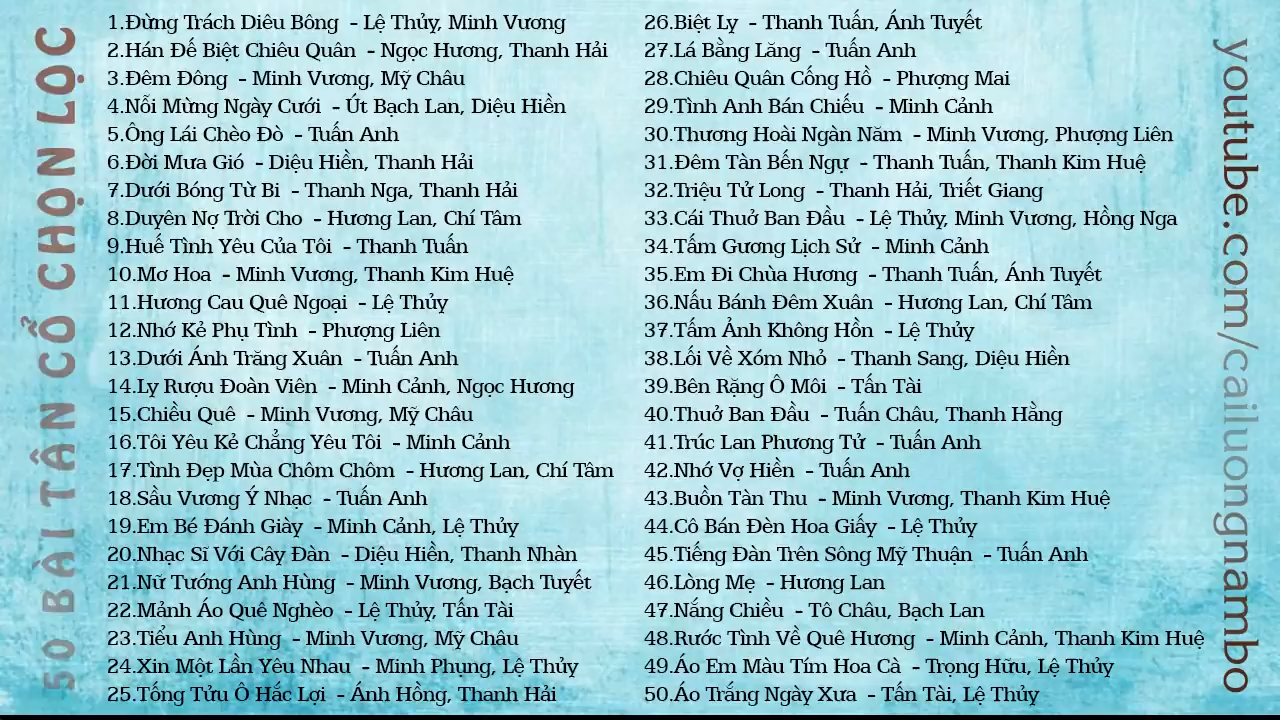 50 BÀI TÂN CỔ CHỌN LỌC
1.Đừng Trách Diêu Bông – Lệ Thủy, Minh Vương
2.Hán Đế Biệt Chiêu Quân – Ngọc Hương, Thanh Hải
3.Đêm Đông – Minh Vương, Mỹ Châu
4.Nỗi Mừng Ngày Cưới – Út Bạch Lan, Diệu Hiền
5.Ông Lái Chèo Đò – Tuấn Anh
6.Đời Mưa Gió – Diệu Hiền, Thanh Hải
7.Dưới Bóng Từ Bi – Thanh Nga, Thanh Hải
8.Duyên Nợ Trời Cho – Hương Lan, Chí Tâm
9.Huế Tình Yêu Của Tôi – Thanh Tuấn
10.Mơ Hoa – Minh Vương, Thanh Kim Huệ
11.Hương Cau Quê Ngoại – Lệ Thủy
12.Nhớ Kẻ Phụ Tình – Phượng Liên
13.Dưới Ánh Trăng Xuân – Tuấn Anh
14.Ly Rượu Đoàn Viên – Minh Cảnh, Ngọc Hương
15.Chiều Quê – Minh Vương, Mỹ Châu
16.Tôi Yêu Kẻ Chẳng Yêu Tôi – Minh Cảnh
17.Tình Đẹp Mùa Chôm Chôm – Hương Lan, Chí Tâm
18.Sầu Vương Ý Nhạc – Tuấn Anh
19.Em Bé Đánh Giày – Minh Cảnh, Lệ Thủy
20.Nhạc Sĩ Với Cây Đàn – Diệu Hiền, Thanh Nhàn
21.Nữ Tướng Anh Hùng – Minh Vương, Bạch Tuyết
22.Mảnh Áo Quê Nghèo – Lệ Thủy, Tấn Tài
23.Tiểu Anh Hùng – Minh Vương, Mỹ Châu
24.Xin Một Lần Yêu Nhau – Minh Phụng, Lệ Thủy
25.Tống Tửu Ô Hắc Lợi – Ánh Hồng, Thanh Hải
26.Biệt Ly – Thanh Tuấn, Ánh Tuyết
27.Lá Bằng Lăng – Tuấn Anh
28.Chiêu Quân Cống Hồ – Phượng Mai
29.Tình Anh Bán Chiếu – Minh Cảnh
30.Thương Hoài Ngàn Năm – Minh Vương, Phượng Liên
31.Đêm Tàn Bến Ngự – Thanh Tuấn, Thanh Kim Huệ
32.Triệu Tử Long – Thanh Hải, Triết Giang
33.Cái Thuở Ban Đầu – Lệ Thủy, Minh Vương, Hồng Nga
34.Tấm Gương Lịch Sử – Minh Cảnh
35.Em Đi Chùa Hương – Thanh Tuấn, Ánh Tuyết
36.Nấu Bánh Đêm Xuân – Hương Lan, Chí Tâm
37.Tấm Ảnh Không Hồn – Lệ Thủy
38.Lối Về Xóm Nhỏ – Thanh Sang, Diệu Hiền
39.Bên Rặng Ô Môi – Tấn Tài
40.Thuở Ban Đầu – Tuấn Châu, Thanh Hằng
41.Trúc Lan Phương Tử – Tuấn Anh
42.Nhớ Vợ Hiền – Tuấn Anh
43.Buồn Tàn Thu – Minh Vương, Thanh Kim Huệ
44.Cô Bán Đèn Hoa Giấy – Lệ Thủy
45.Tiếng Đàn Trên Sông Mỹ Thuận – Tuấn Anh
46.Lòng Mẹ – Hương Lan
47.Nắng Chiều – Tô Châu, Bạch Lan
48.Rước Tình Về Quê Hương – Minh Cảnh, Thanh Kim Huệ
49.Áo Em Màu Tím Hoa Cà – Trọng Hữu, Lệ Thủy
50.Áo Trắng Ngày Xưa – Tấn Tài, Lệ Thủy
youtube.com/cailuongnambo